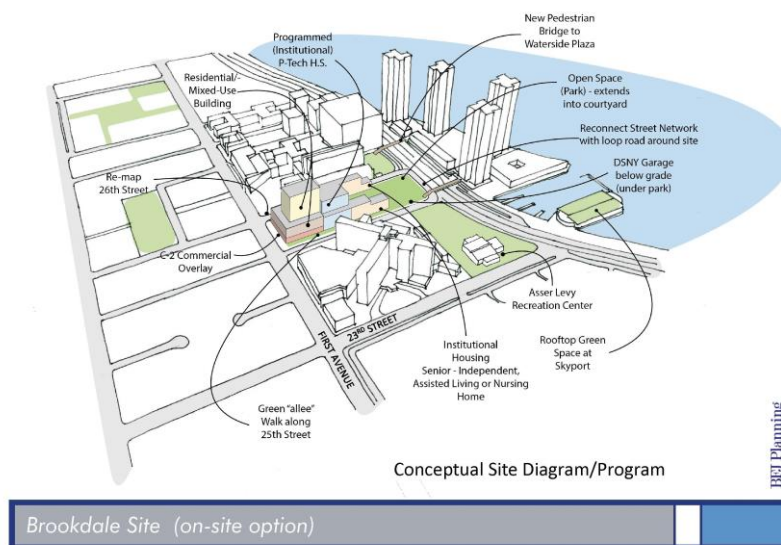 New Pedestrian
Bridge to
Waterside Plaza
Programmed
(Institutional)
P-Tech H.S.
Residential/-
Mixed-Use
Building
Open Space
(Park) - extends
into courtyard
Reconnect Street Network
with loop road around site
DSNY Garage
below grade
(under park)
Re-map
26th Street
C-2 Commercial
Overlay
Asser Levy
Recreation Center
Rooftop Green
Space at
Skyport
23RD STREET
FIRST AVENUE
Institutional
Housing
Senior - Independent,
Assisted Living or Nursing
Home
Green "allee"
Walk along
25th Street
Conceptual Site Diagram/Program
BFJ Planning
Brookdale Site (on-site option)